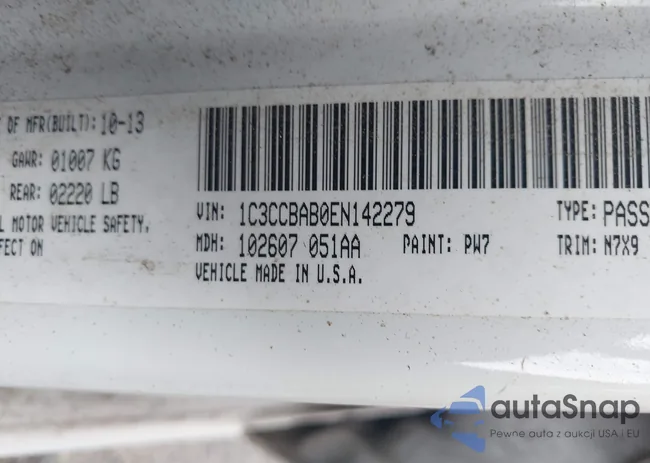 OF MFR(BUILT): 10-13
GAWR: 01007 KG
REAR: 02220 LB
MOTOR VEHICLE SAFETY,
ON
VIN: 1C3CCBAB0EN142279
TYPE: PASS
MDH: 102607 051AA
PAINT: PW7
TRIM: N7X9
VEHICLE MADE IN U.S.A.
autaSnap
Pewne auta z aukcji USA i EU